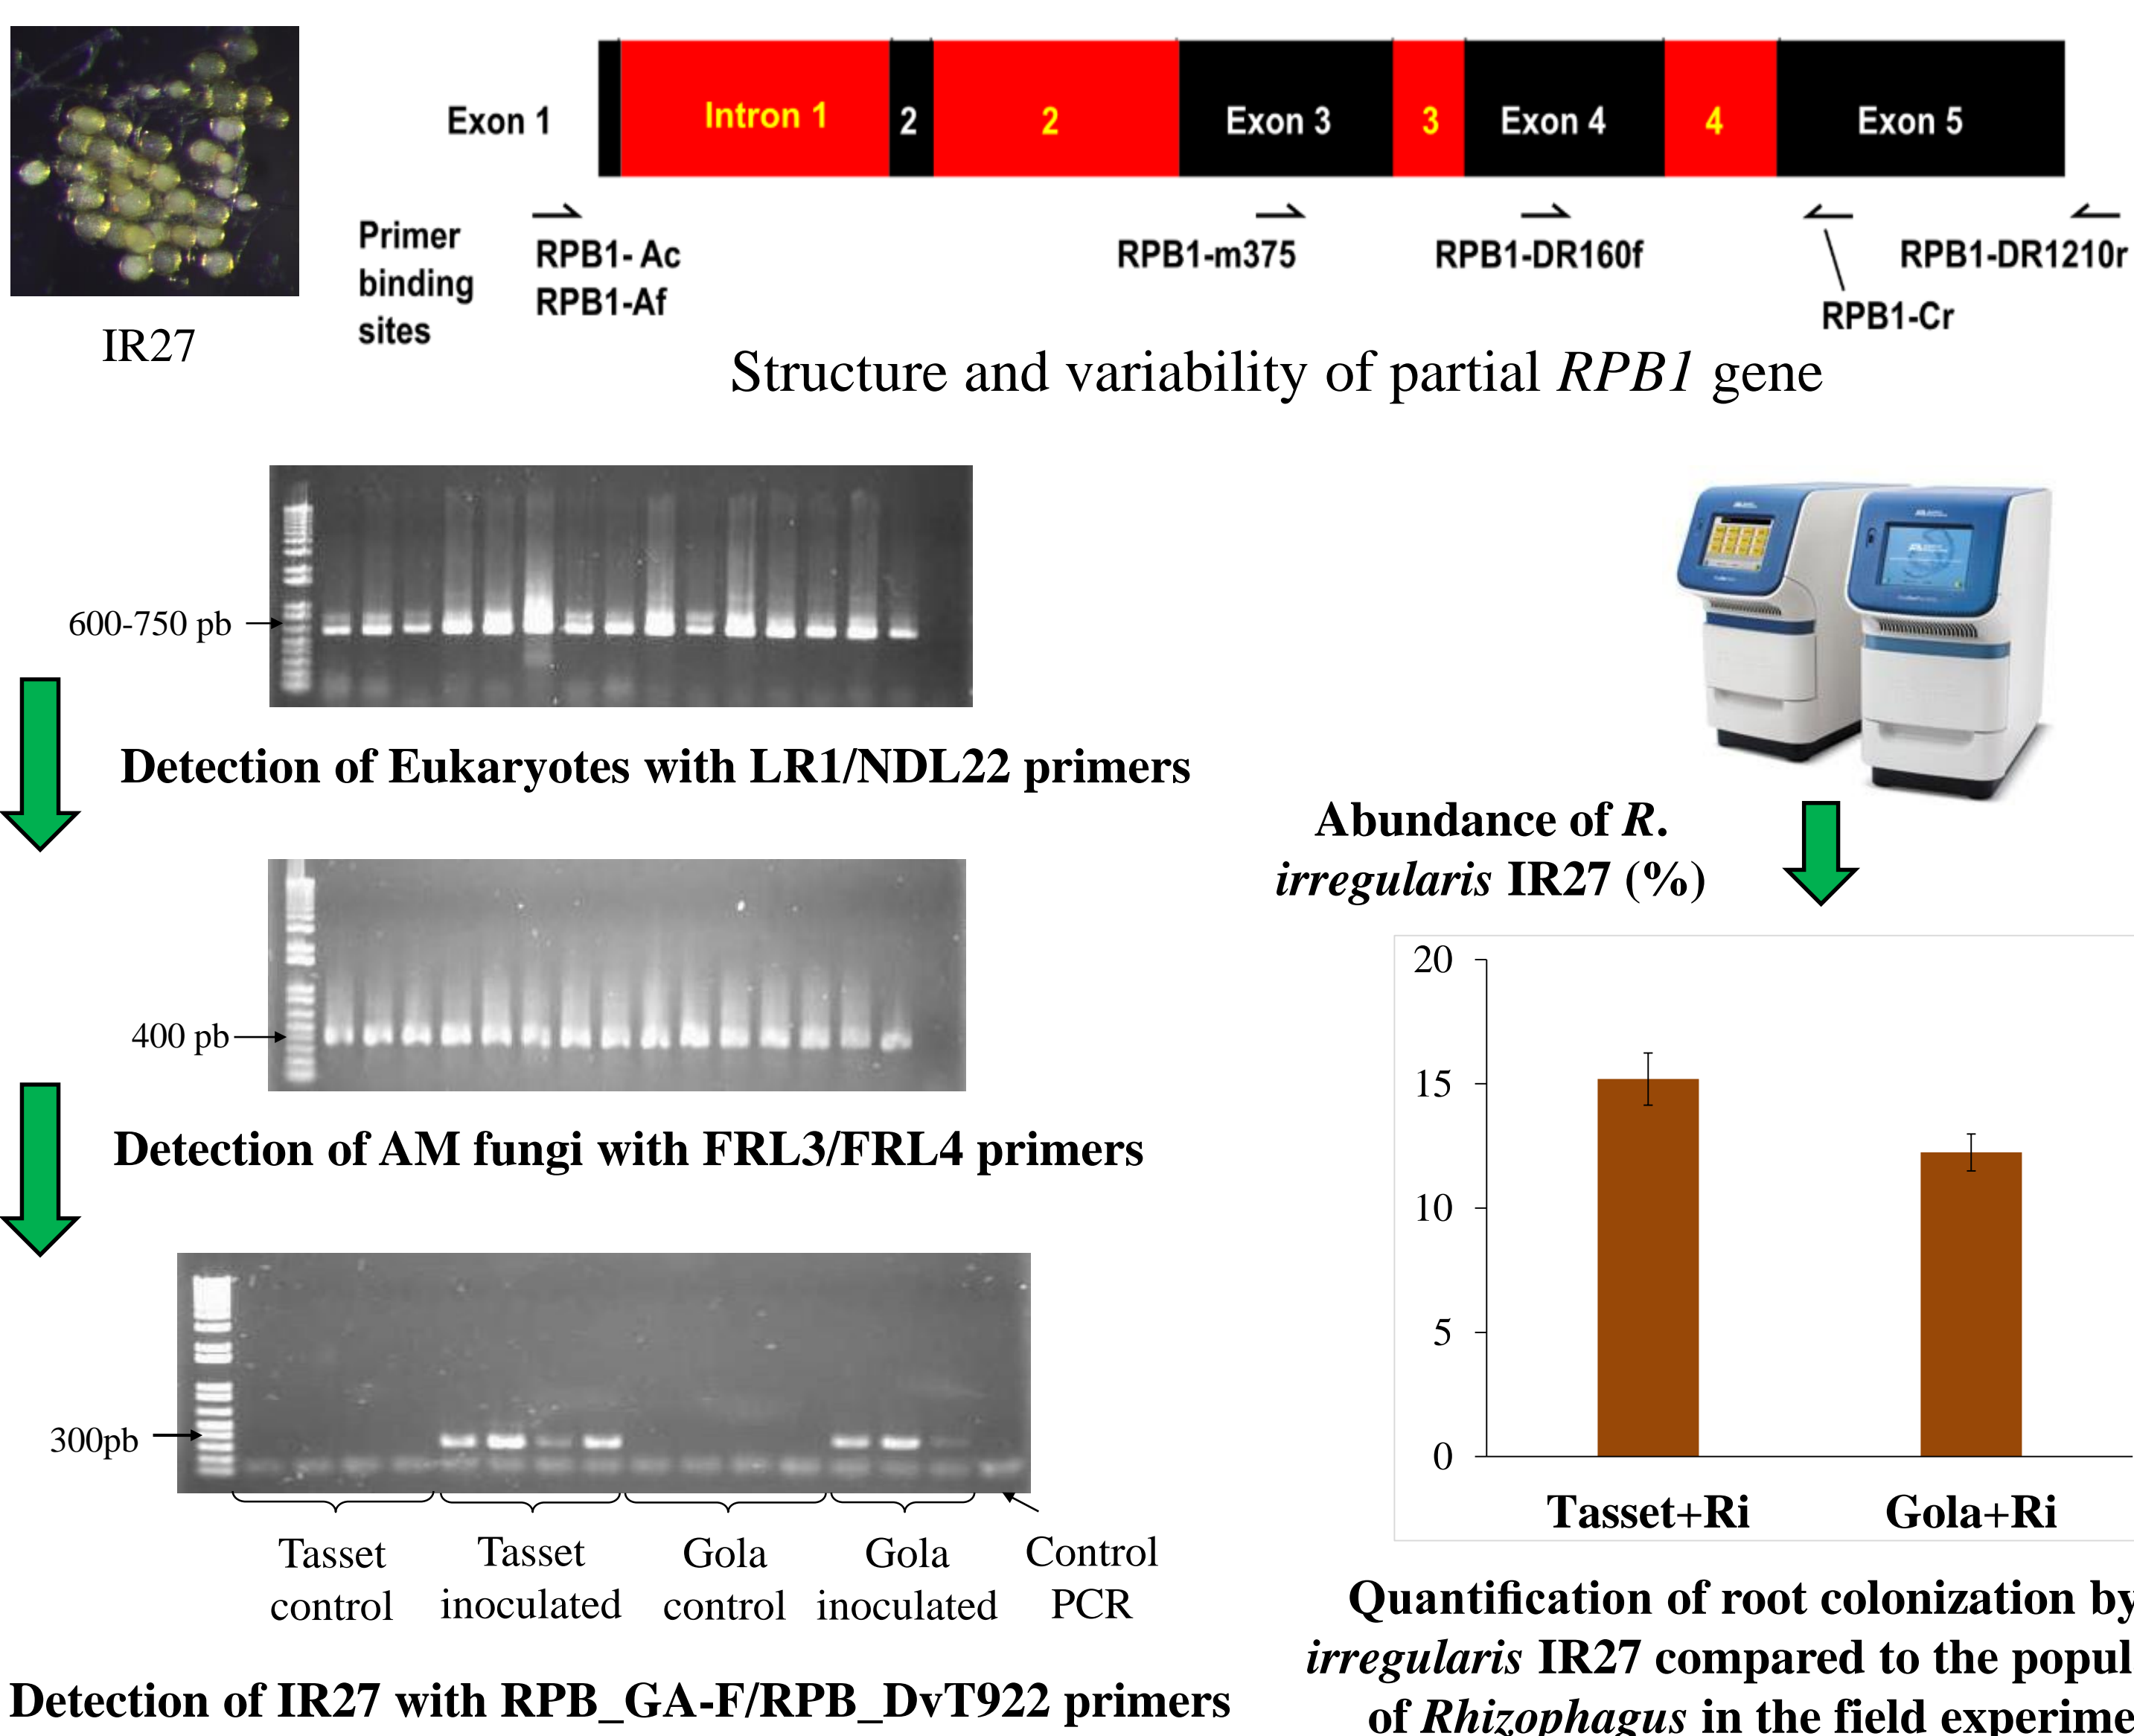 IR27
Exon 1
Intron 1
2
2
Exon 3
3
Exon 4
4
Exon 5
Primer
binding
sites
RPB1- Ac
RPB1-Af
RPB1-m375
RPB1-DR160f
RPB1-Cr
RPB1-DR1210r
Structure and variability of partial RPB1 gene
600-750 pb
Detection of Eukaryotes with LR1/NDL22 primers
400 pb
Detection of AM fungi with FRL3/FRL4 primers
300pb
Tasset
control
Tasset
inoculated
Gola
control
Gola
inoculated
Control
PCR
Detection of IR27 with RPB_GA-F/RPB_DvT922 primers
Abundance of R.
irregularis IR27 (%)
20
15
10
5
0
Tasset+Ri
Gola+Ri
Quantification of root colonization by
irregularis IR27 compared to the popul
of Rhizophagus in the field experime